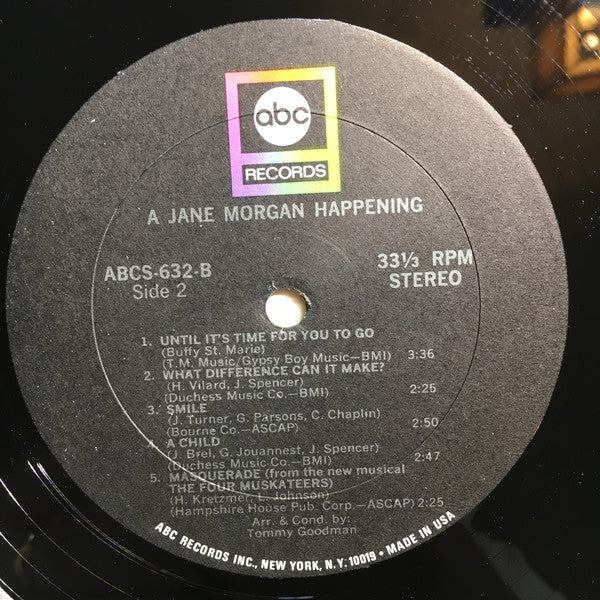 abc
RECORDS
A JANE MORGAN HAPPENING
ABCS-632-B
Side 2
33⅓ RPM
STEREO
1. UNTIL IT'S TIME FOR YOU TO GO
(Buffy St. Marie)
(T.M. Music/Gypsy Boy Music—BMI) 3:36
2. WHAT DIFFERENCE CAN IT MAKE?
(H. Vilard, J. Spencer)
(Duchess Music Co.—BMI) 2:25
3. SMILE
(J. Turner, G. Parsons, C. Chaplin)
(Bourne Co.—ASCAP) 2:50
4. A CHILD
(J. Brel, G. Jouannest, J. Spencer)
(Duchess Music Co.—BMI) 2:47
5. MASQUERADE (from the new musical
THE FOUR MUSKATEERS)
(H. Kretzmer, L. Johnson)
(Hampshire House Pub. Corp.—ASCAP) 2:25
Arr. & Cond. by:
Tommy Goodman
ABC RECORDS INC., NEW YORK, N.Y. 10019 • MADE IN USA